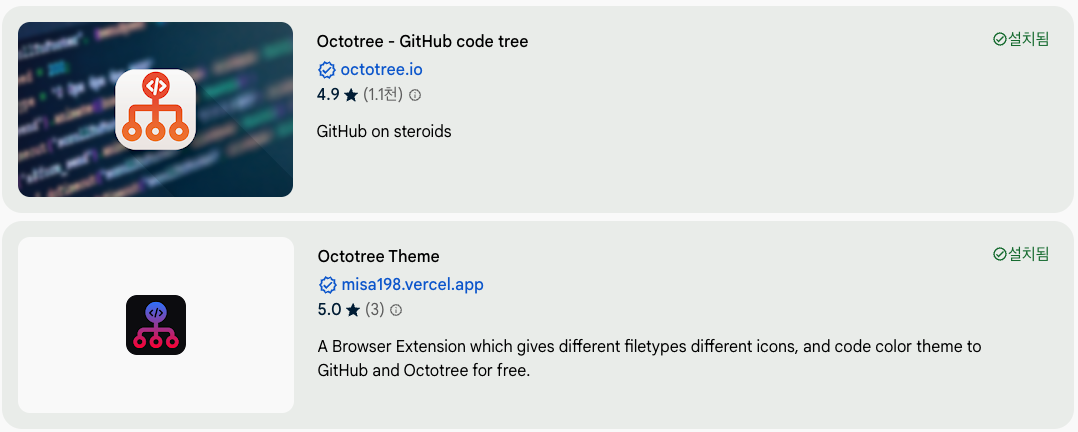 Octotree - GitHub code tree
설치됨
octotree.io
4.9 ★ (1.1천)
GitHub on steroids
Octotree Theme
설치됨
misa198.vercel.app
5.0 ★ (3)
A Browser Extension which gives different filetypes different icons, and code color theme to
GitHub and Octotree for free.